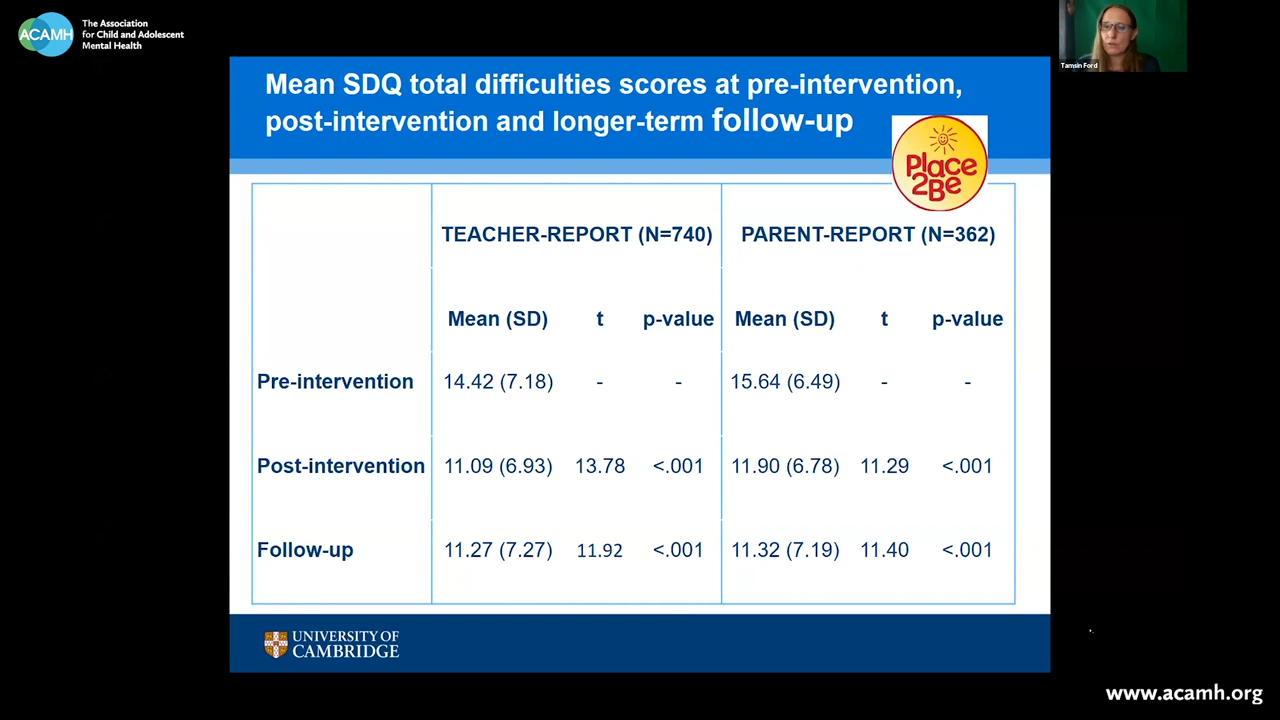 ACAMH
The Association
for Child and Adolescent
Mental Health
Tamsin Ford
Mean SDQ total difficulties scores at pre-intervention,
post-intervention and longer-term follow-up
Place
2Be
TEACHER-REPORT (N=740) PARENT-REPORT (N=362)
Mean (SD) t p-value Mean (SD) t p-value
Pre-intervention 14.42 (7.18) - - 15.64 (6.49) - -
Post-intervention 11.09 (6.93) 13.78 <.001 11.90 (6.78) 11.29 <.001
Follow-up 11.27 (7.27) 11.92 <.001 11.32 (7.19) 11.40 <.001
UNIVERSITY OF
CAMBRIDGE
www.acamh.org